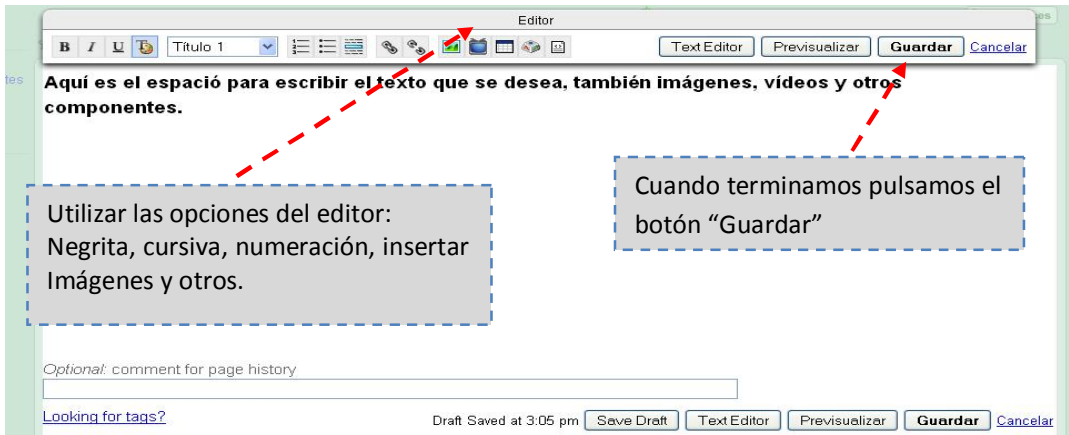 Editor
es
B I U Título 1 Text Editor Previsualizar Guardar Cancelar
tes
Aquí es el espació para escribir el texto que se desea, también imágenes, vídeos y otros
componentes.
Utilizar las opciones del editor:
Negrita, cursiva, numeración, insertar
Imágenes y otros.
Cuando terminamos pulsamos el
botón “Guardar”
Optional: comment for page history
Looking for tags? Draft Saved at 3:05 pm Save Draft Text Editor Previsualizar Guardar Cancelar